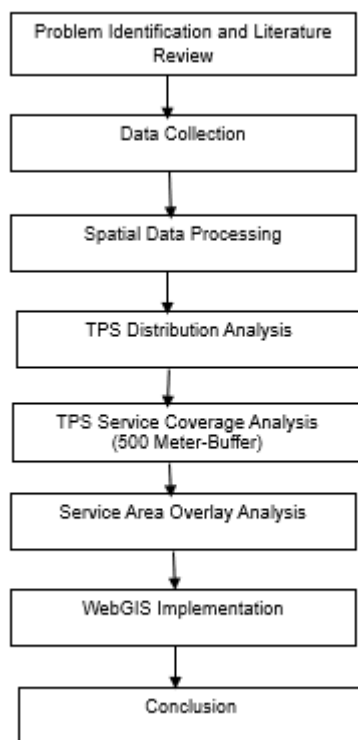 Problem Identification and Literature
Review
Data Collection
Spatial Data Processing
TPS Distribution Analysis
TPS Service Coverage Analysis
(500 Meter-Buffer)
Service Area Overlay Analysis
WebGIS Implementation
Conclusion